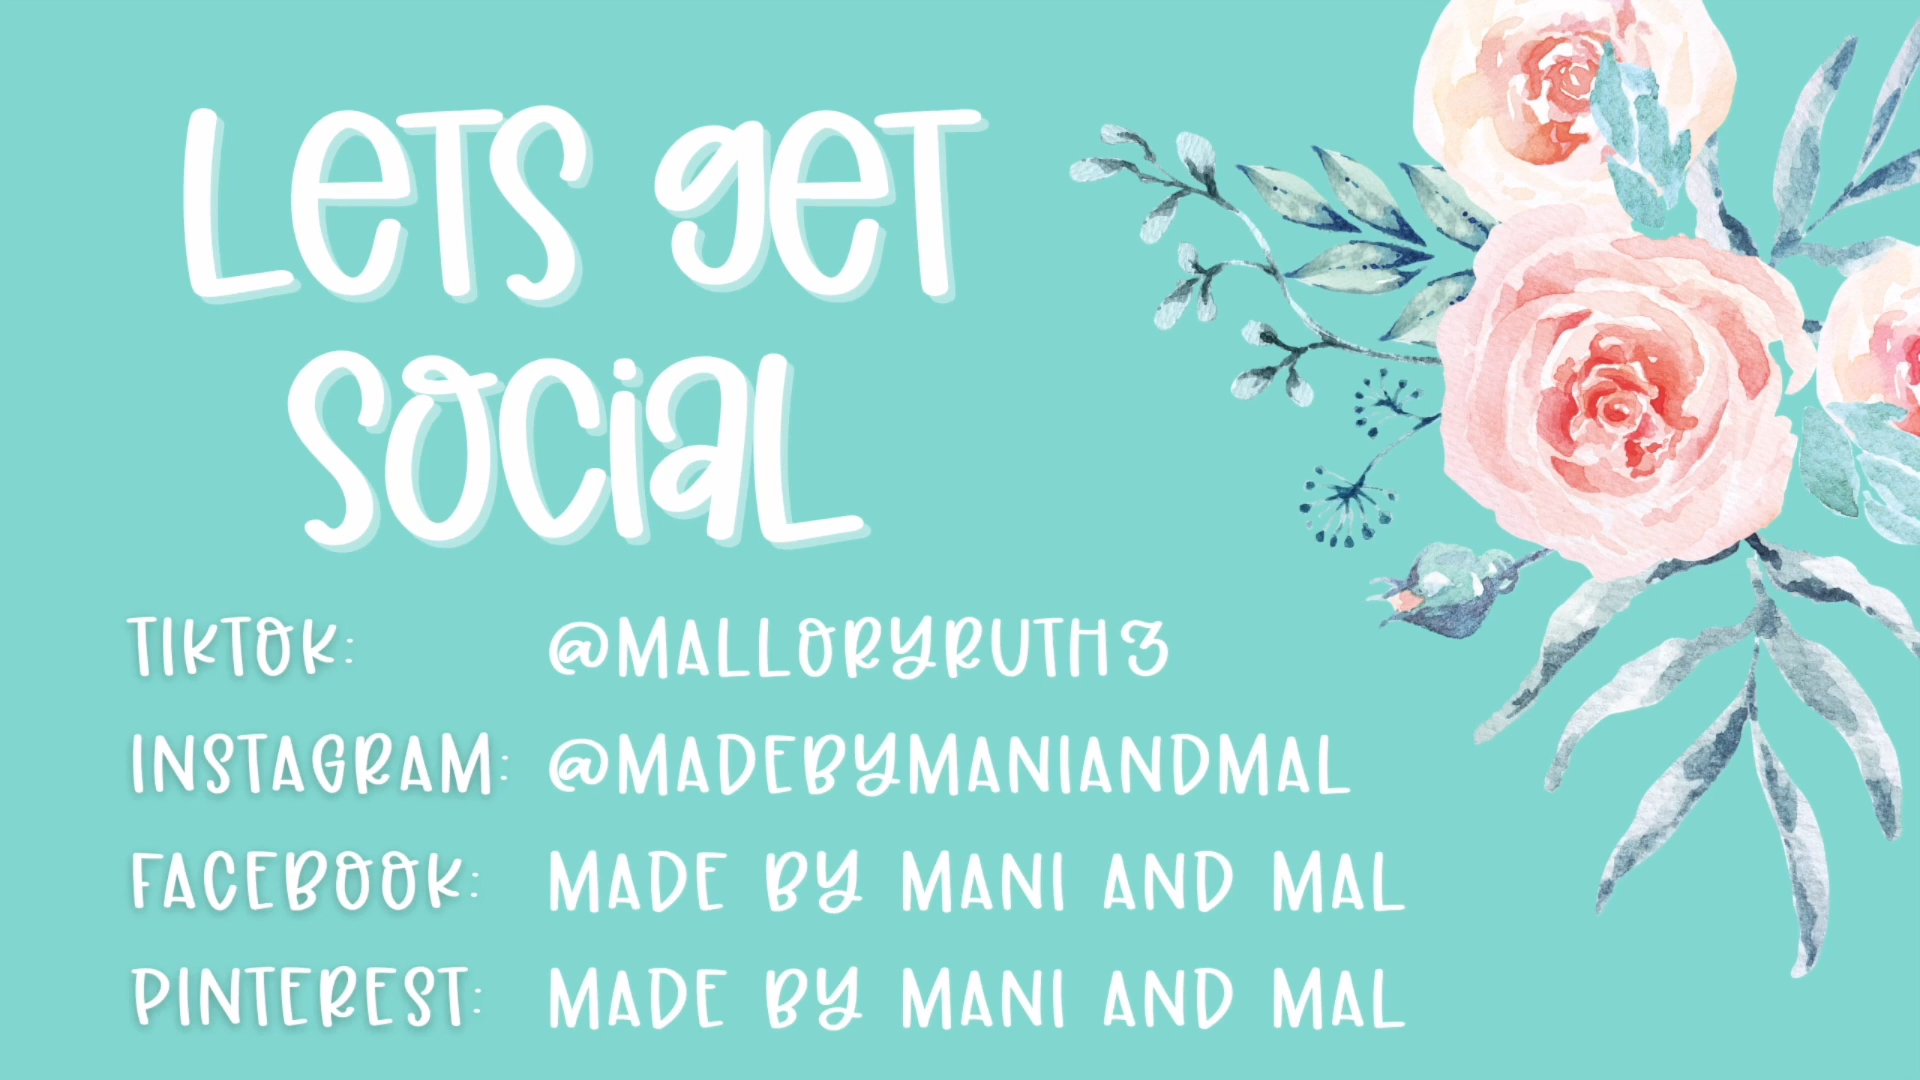 LETS GET
SOCIAL
TIKTOK: @MALLORYRUTH3
INSTAGRAM: @MADEBYMANIANDMAL
FACEBOOK: MADE BY MANI AND MAL
PINTEREST: MADE BY MANI AND MAL